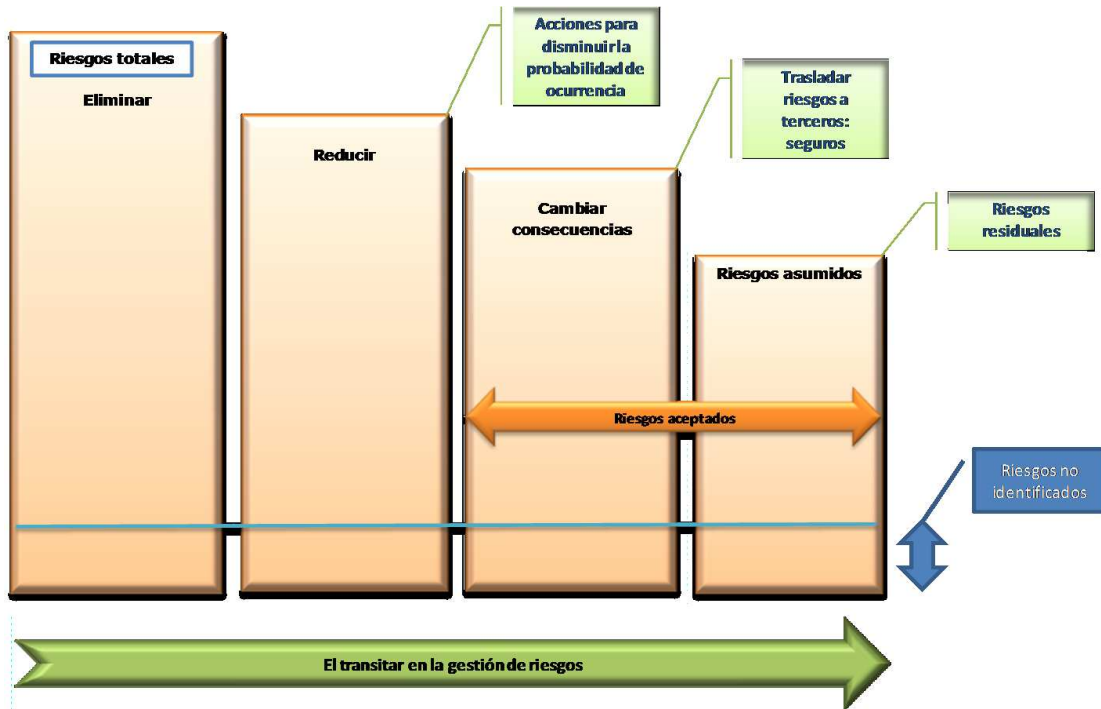 Riesgos totales
Eliminar
Reducir
Acciones para
disminuir la
probabilidad de
ocurrencia
Cambiar
consecuencias
Trasladar
riesgos a
terceros:
seguros
Riesgos asumidos
Riesgos
residuales
Riesgos aceptados
Riesgos no
identificados
El transitar en la gestión de riesgos